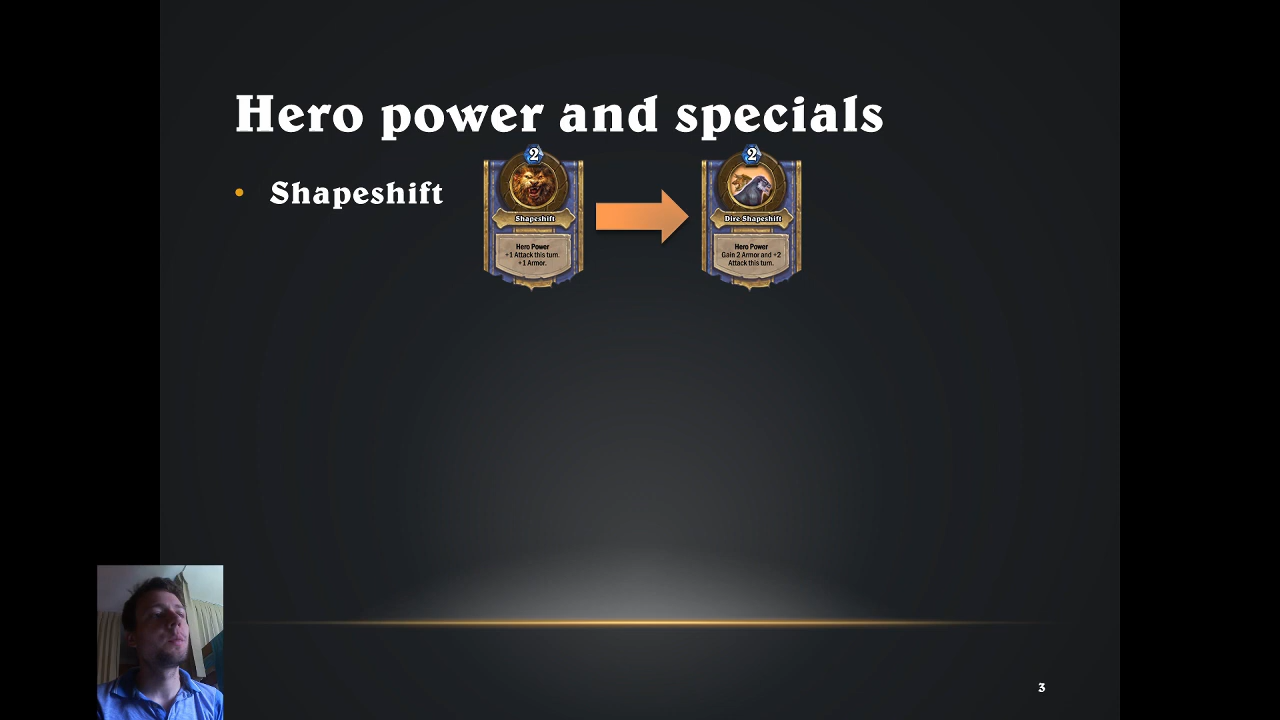 Hero power and specials
• Shapeshift
2
Shapeshift
Hero Power
+1 Attack this turn.
+1 Armor.
2
Dire Shapeshift
Hero Power
Gain 2 Armor and +2
Attack this turn.
3